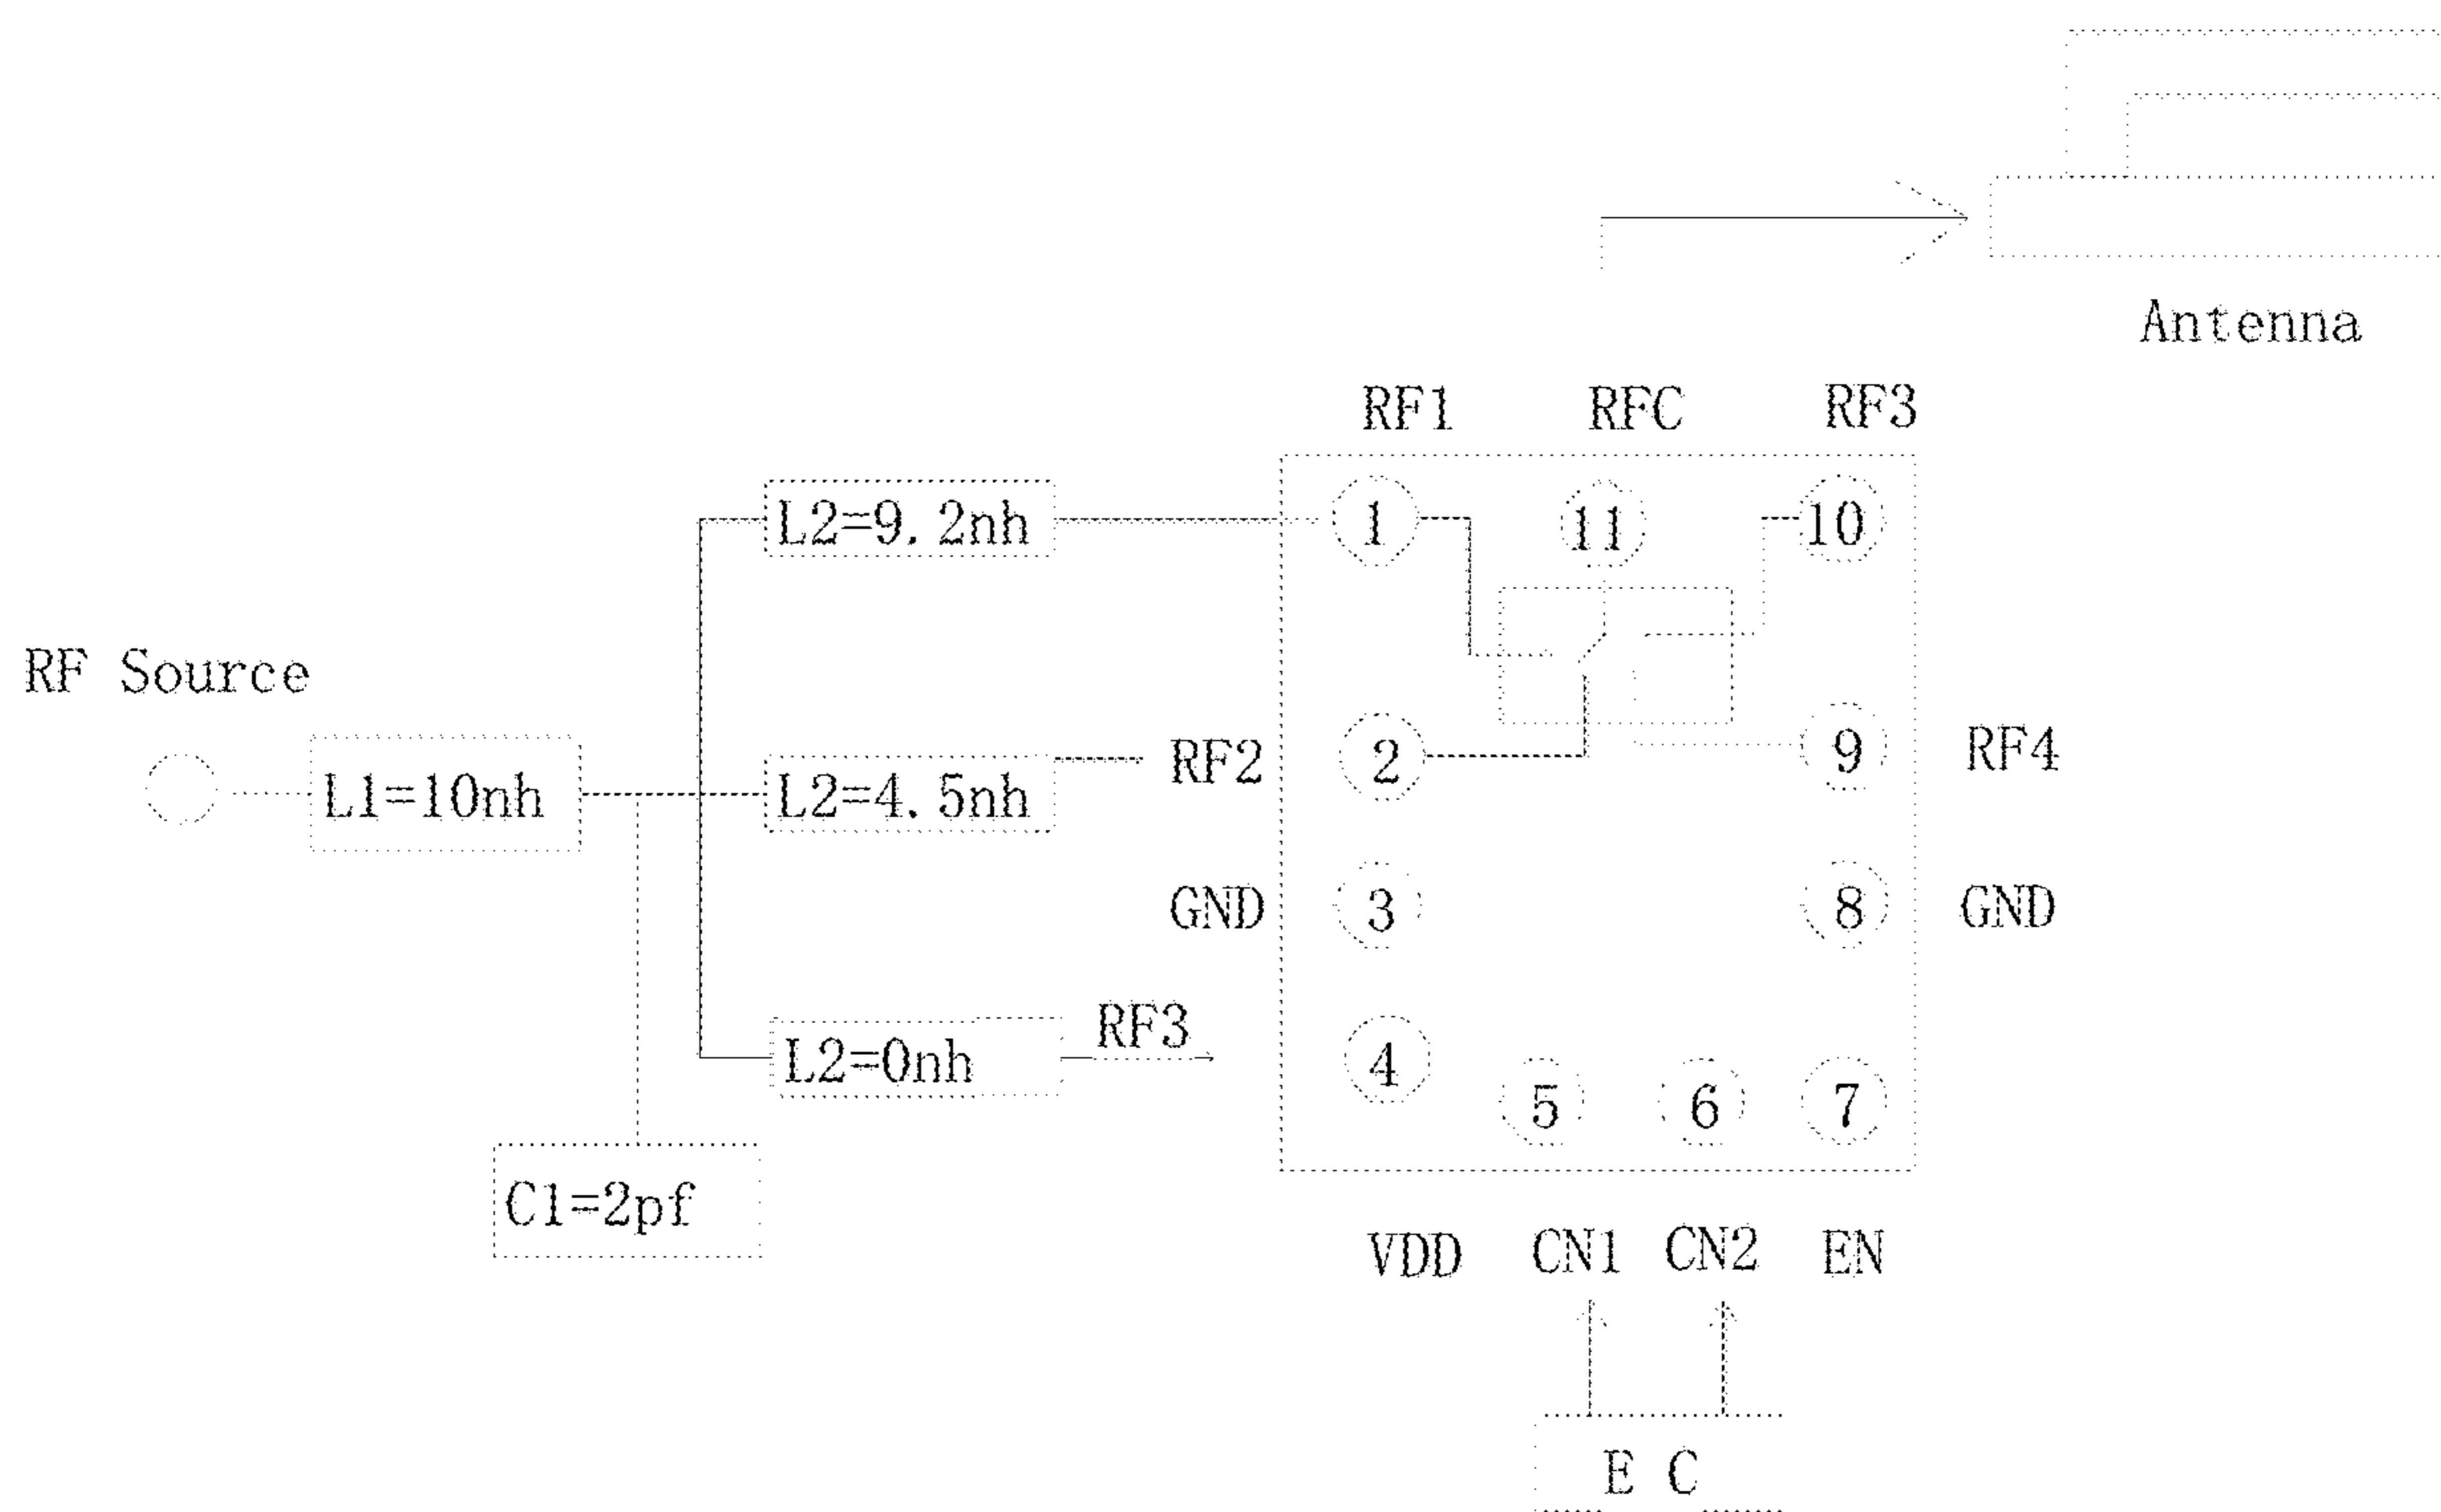 Antenna
RF1 RFC RF3
L2=9.2nh
1 11 10
RF Source
L1=10nh
L2=4.5nh
RF2
2
9
RF4
GND
3
8
GND
L2=0nh
RF3
4
5
6
7
C1=2pf
VDD CN1 CN2 EN
E C